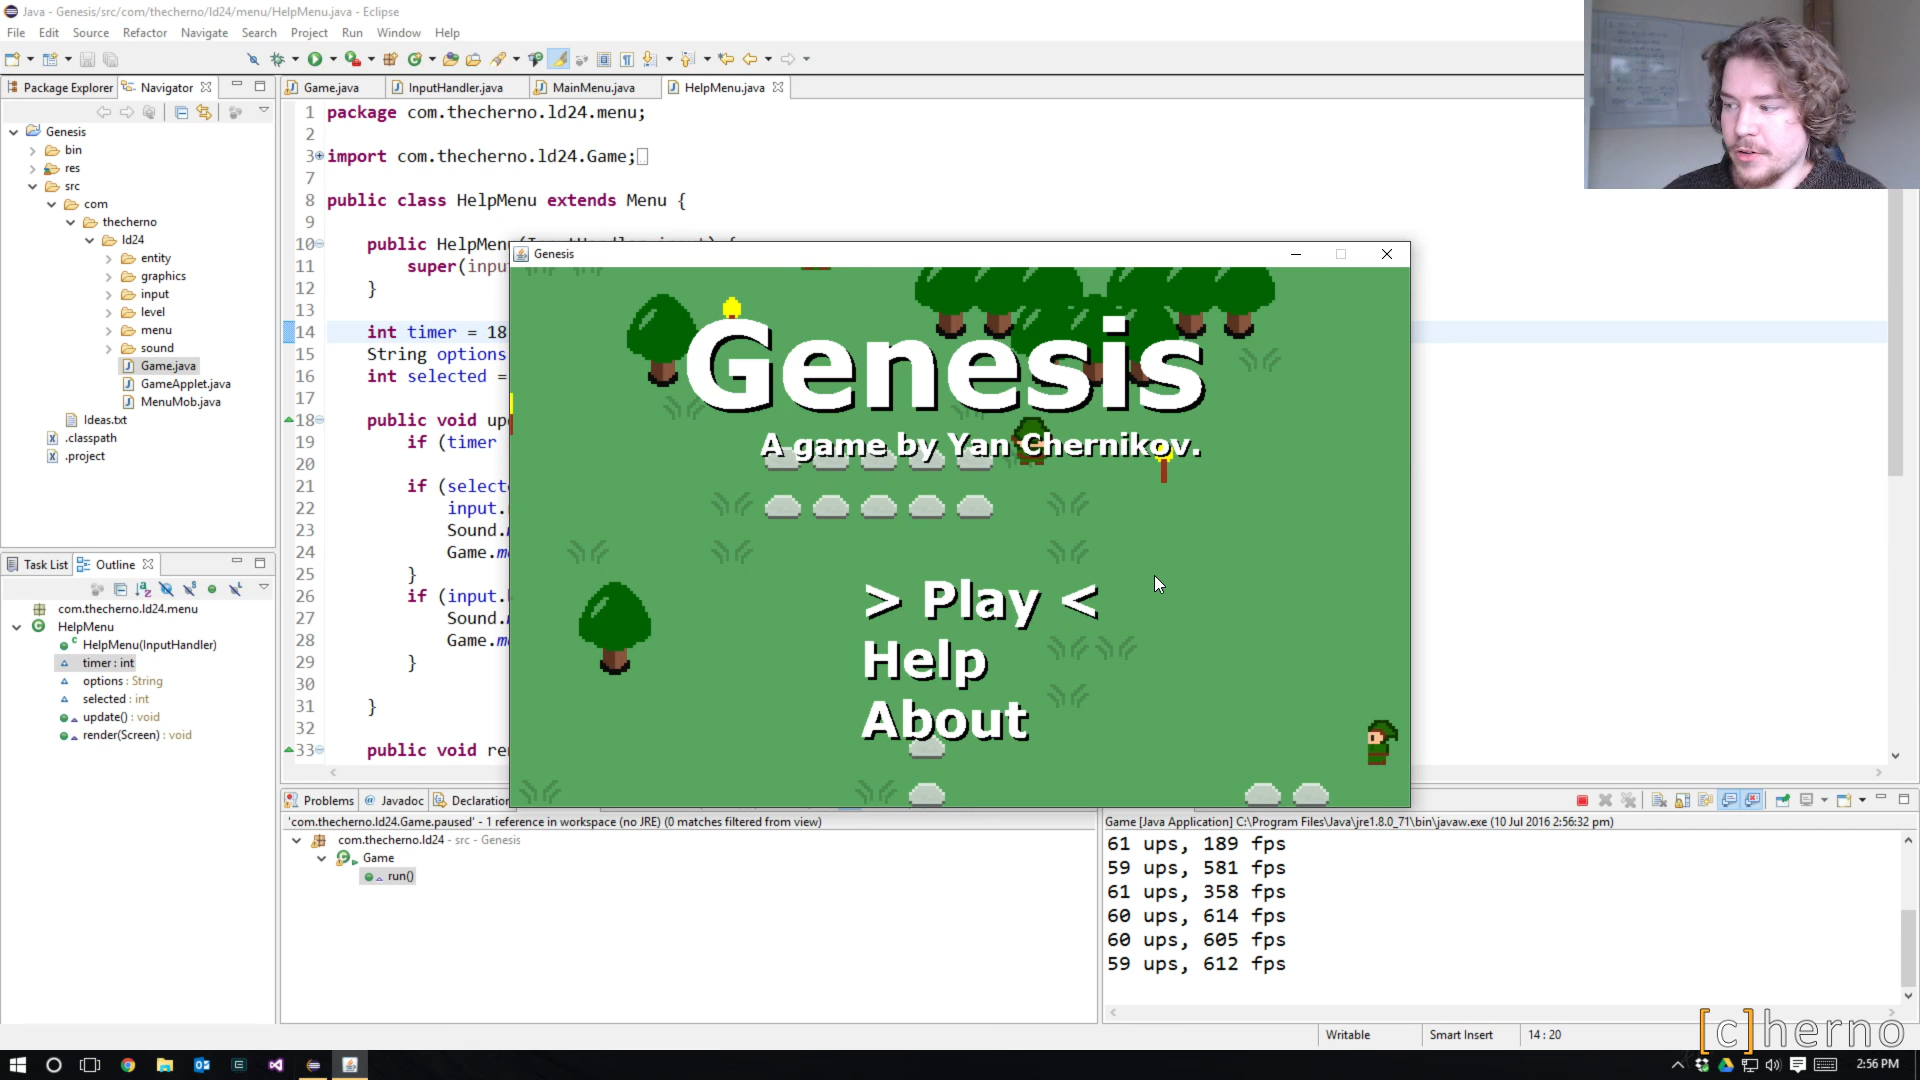 Java - Genesis/src/com/thecherno/ld24/menu/HelpMenu.java - Eclipse
File Edit Source Refactor Navigate Search Project Run Window Help
Package Explorer Navigator
Game.java InputHandler.java MainMenu.java HelpMenu.java
Genesis
bin
res
src
com
thecherno
ld24
entity
graphics
input
level
menu
sound
Game.java
GameApplet.java
MenuMob.java
Ideas.txt
.classpath
.project
1 package com.thecherno.ld24.menu;
2
3 import com.thecherno.ld24.Game;
7
8 public class HelpMenu extends Menu {
9
10 public HelpMenu(InputHandler input) {
11 super(inpu
12 }
13
14 int timer = 18
15 String options
16 int selected =
17
18 public void up
19 if (timer
20
21 if (select
22 input.
23 Sound.
24 Game.m
25 }
26 if (input.
27 Sound.
28 Game.m
29 }
30
31 }
32
33 public void re
Genesis
Genesis
A game by Yan Chernikov.
> Play <
Help
About
Task List Outline
com.thecherno.ld24.menu
HelpMenu
HelpMenu(InputHandler)
timer : int
options : String
selected : int
update() : void
render(Screen) : void
Problems Javadoc Declaration
'com.thecherno.ld24.Game.paused' - 1 reference in workspace (no JRE) (0 matches filtered from view)
com.thecherno.ld24 - src - Genesis
Game
run()
Game [Java Application] C:\Program Files\Java\jre1.8.0_71\bin\javaw.exe (10 Jul 2016 2:56:32 pm)
61 ups, 189 fps
59 ups, 581 fps
61 ups, 358 fps
60 ups, 614 fps
60 ups, 605 fps
59 ups, 612 fps
Writable Smart Insert 14 : 20
[c]herno
2:56 PM